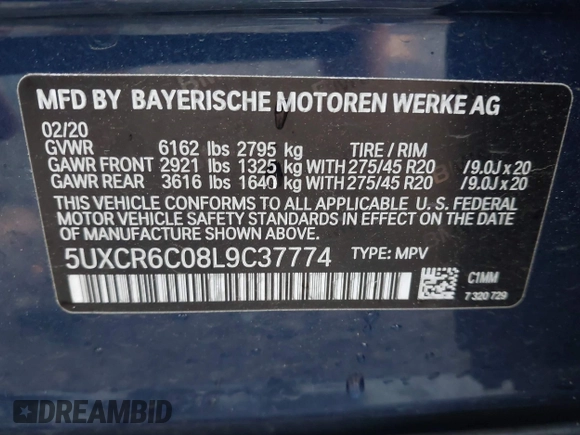 MFD BY BAYERISCHE MOTOREN WERKE AG
02/20
GVWR 6162 lbs 2795 kg TIRE / RIM
GAWR FRONT 2921 lbs 1325 kg WITH 275/45 R20 /9.0J x 20
GAWR REAR 3616 lbs 1640 kg WITH 275/45 R20 /9.0J x 20
THIS VEHICLE CONFORMS TO ALL APPLICABLE U. S. FEDERAL
MOTOR VEHICLE SAFETY STANDARDS IN EFFECT ON THE DATE
OF MANUFACTURE SHOWN ABOVE.
5UXCR6C08L9C37774 TYPE: MPV
C1MM
7 320 729
DREAMBID